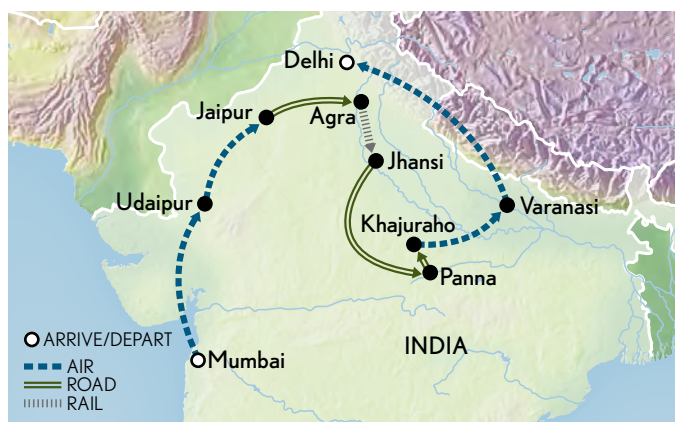 Delhi
Jaipur
Agra
Jhansi
Udaipur
Varanasi
Khajuraho
Panna
ARRIVE/DEPART
INDIA
Mumbai
AIR
ROAD
RAIL